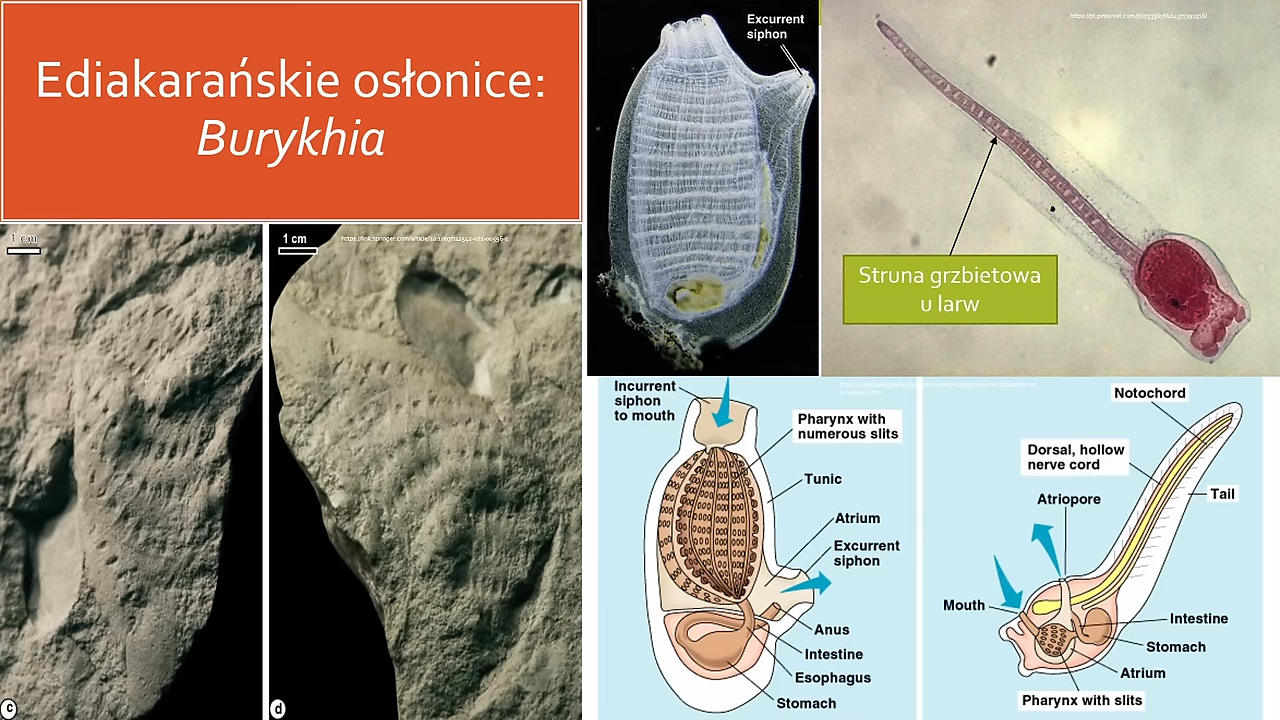 Ediakarańskie osłonice:
Burykhia
1 cm
c
1 cm
d
Excurrent
siphon
Struna grzbietowa
u larw
Incurrent
siphon
to mouth
Pharynx with
numerous slits
Tunic
Atrium
Excurrent
siphon
Anus
Intestine
Esophagus
Stomach
Notochord
Dorsal, hollow
nerve cord
Atriopore
Tail
Mouth
Intestine
Stomach
Atrium
Pharynx with slits